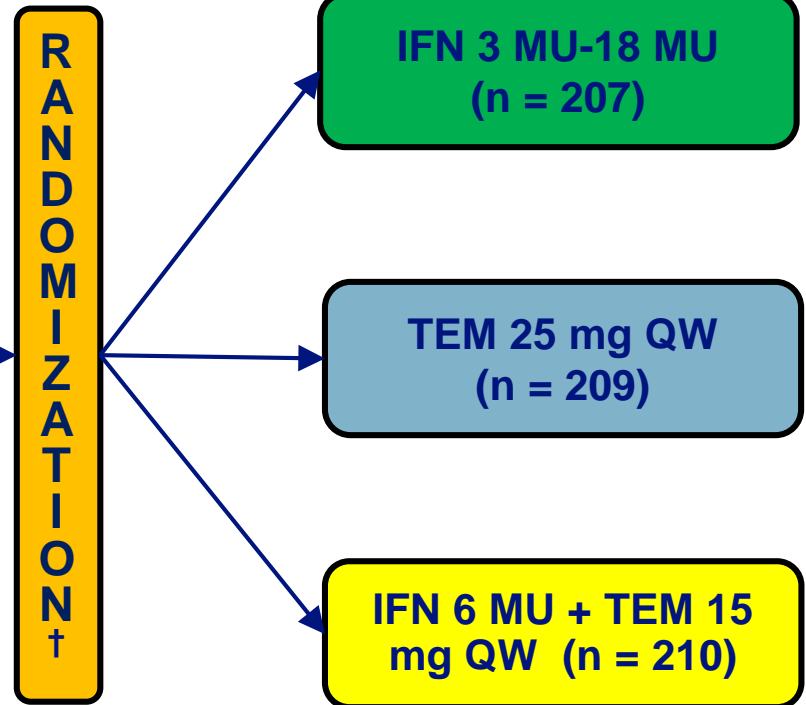 RANDOMIZATION†
IFN 3 MU-18 MU
(n = 207)
TEM 25 mg QW
(n = 209)
IFN 6 MU + TEM 15
mg QW (n = 210)